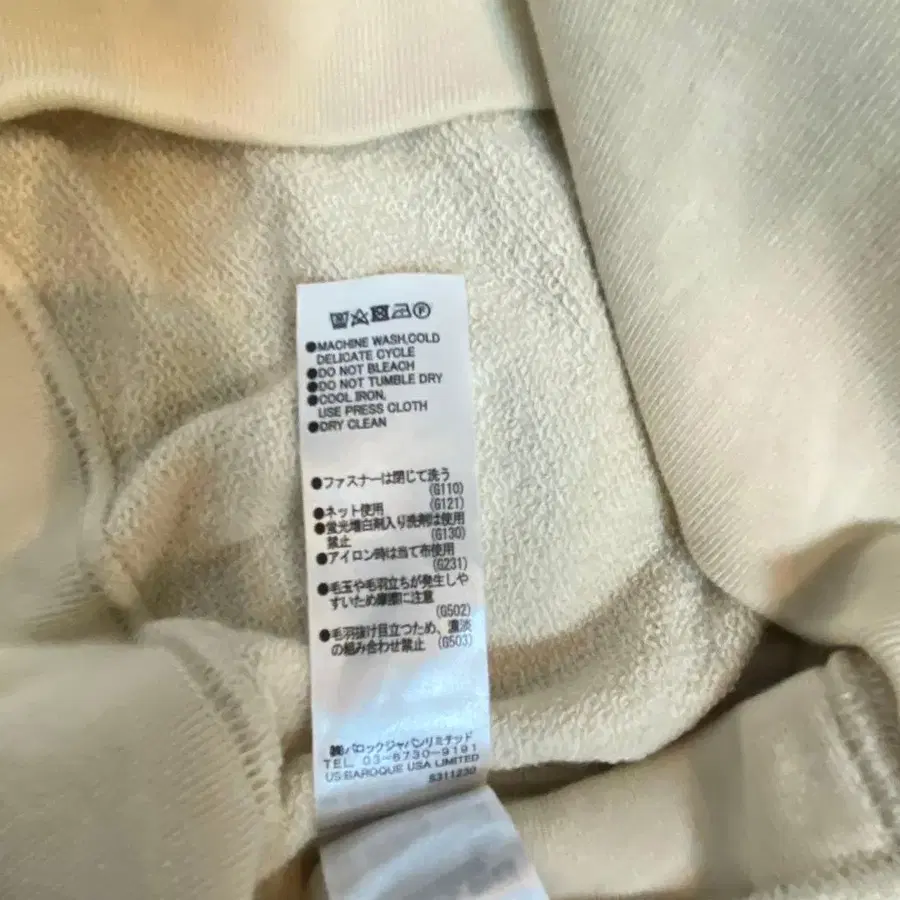 ●MACHINE WASH,COLD
DELICATE CYCLE
●DO NOT BLEACH
●DO NOT TUMBLE DRY
●COOL IRON,
USE PRESS CLOTH
●DRY CLEAN
●ファスナーは閉じて洗う
(G110)
●ネット使用 (G121)
●蛍光増白剤入り洗剤は使用
禁止 (G130)
●アイロン時は当て布使用
(G231)
●毛玉や毛羽立ちが発生しや
すいため摩擦に注意
(G502)
●毛羽抜け目立つため、濃淡
の組み合わせ禁止 (G503)
㈱バロックジャパンリミテッド
TEL 03-6730-9191
US:BAROQUE USA LIMITED
S311230